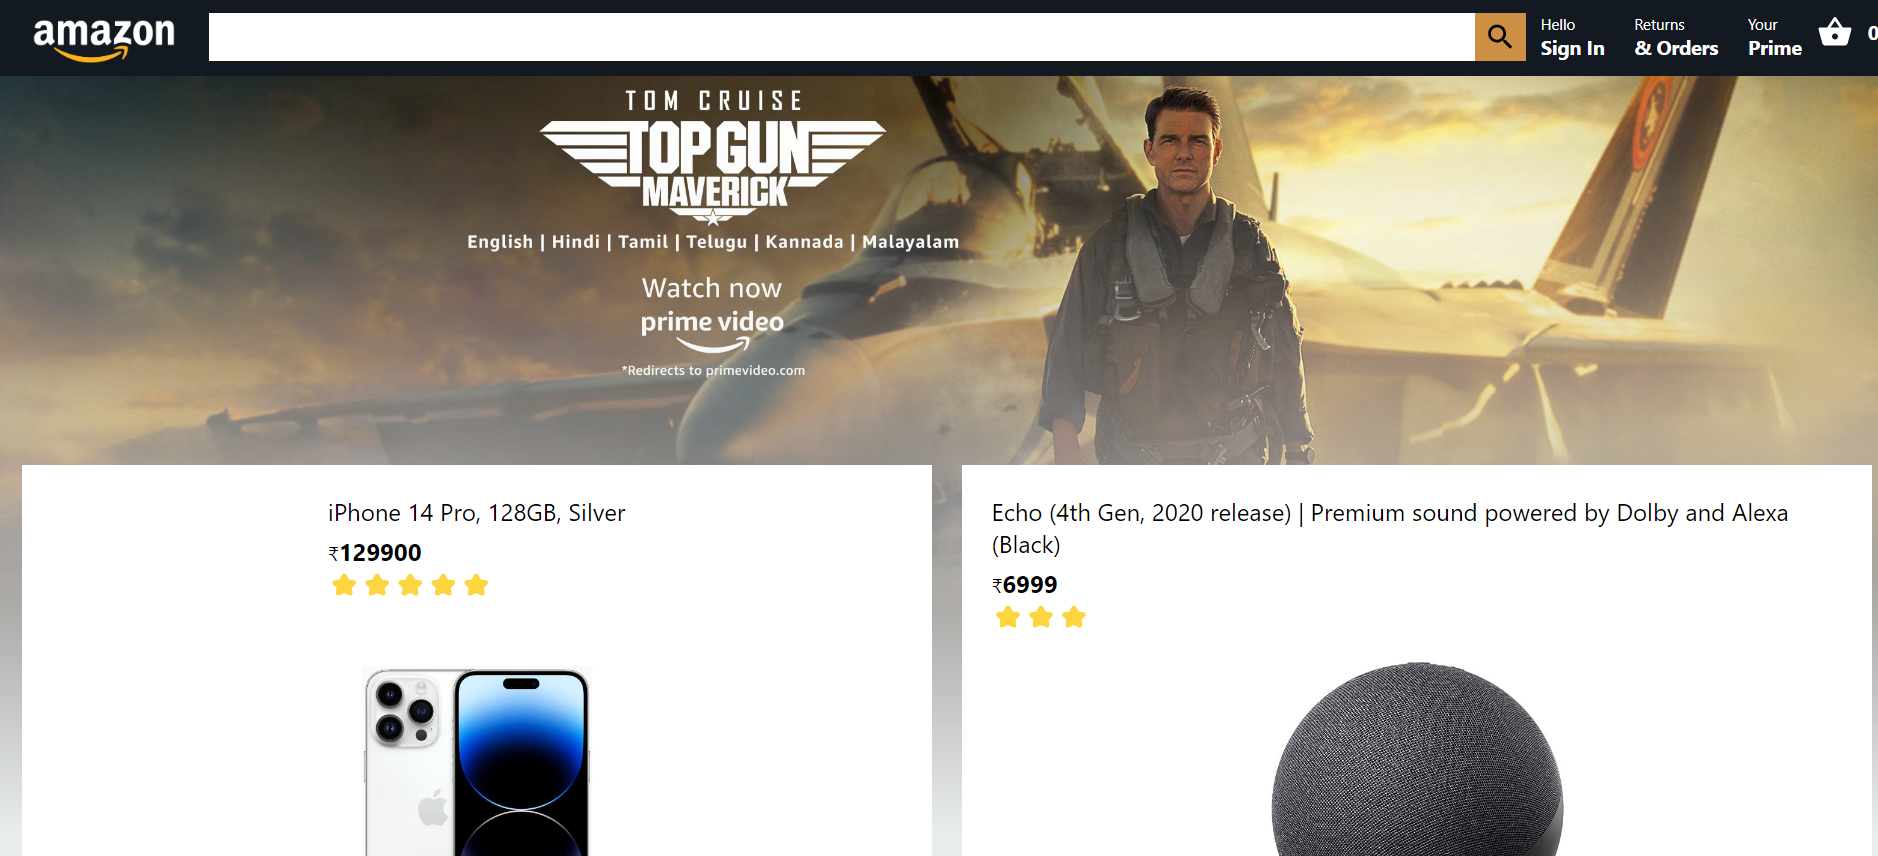 amazon
Hello
Sign In
Returns
& Orders
Your
Prime
0
TOM CRUISE
TOP GUN
MAVERICK
English | Hindi | Tamil | Telugu | Kannada | Malayalam
Watch now
prime video
*Redirects to primevideo.com
iPhone 14 Pro, 128GB, Silver
₹129900
Echo (4th Gen, 2020 release) | Premium sound powered by Dolby and Alexa
(Black)
₹6999